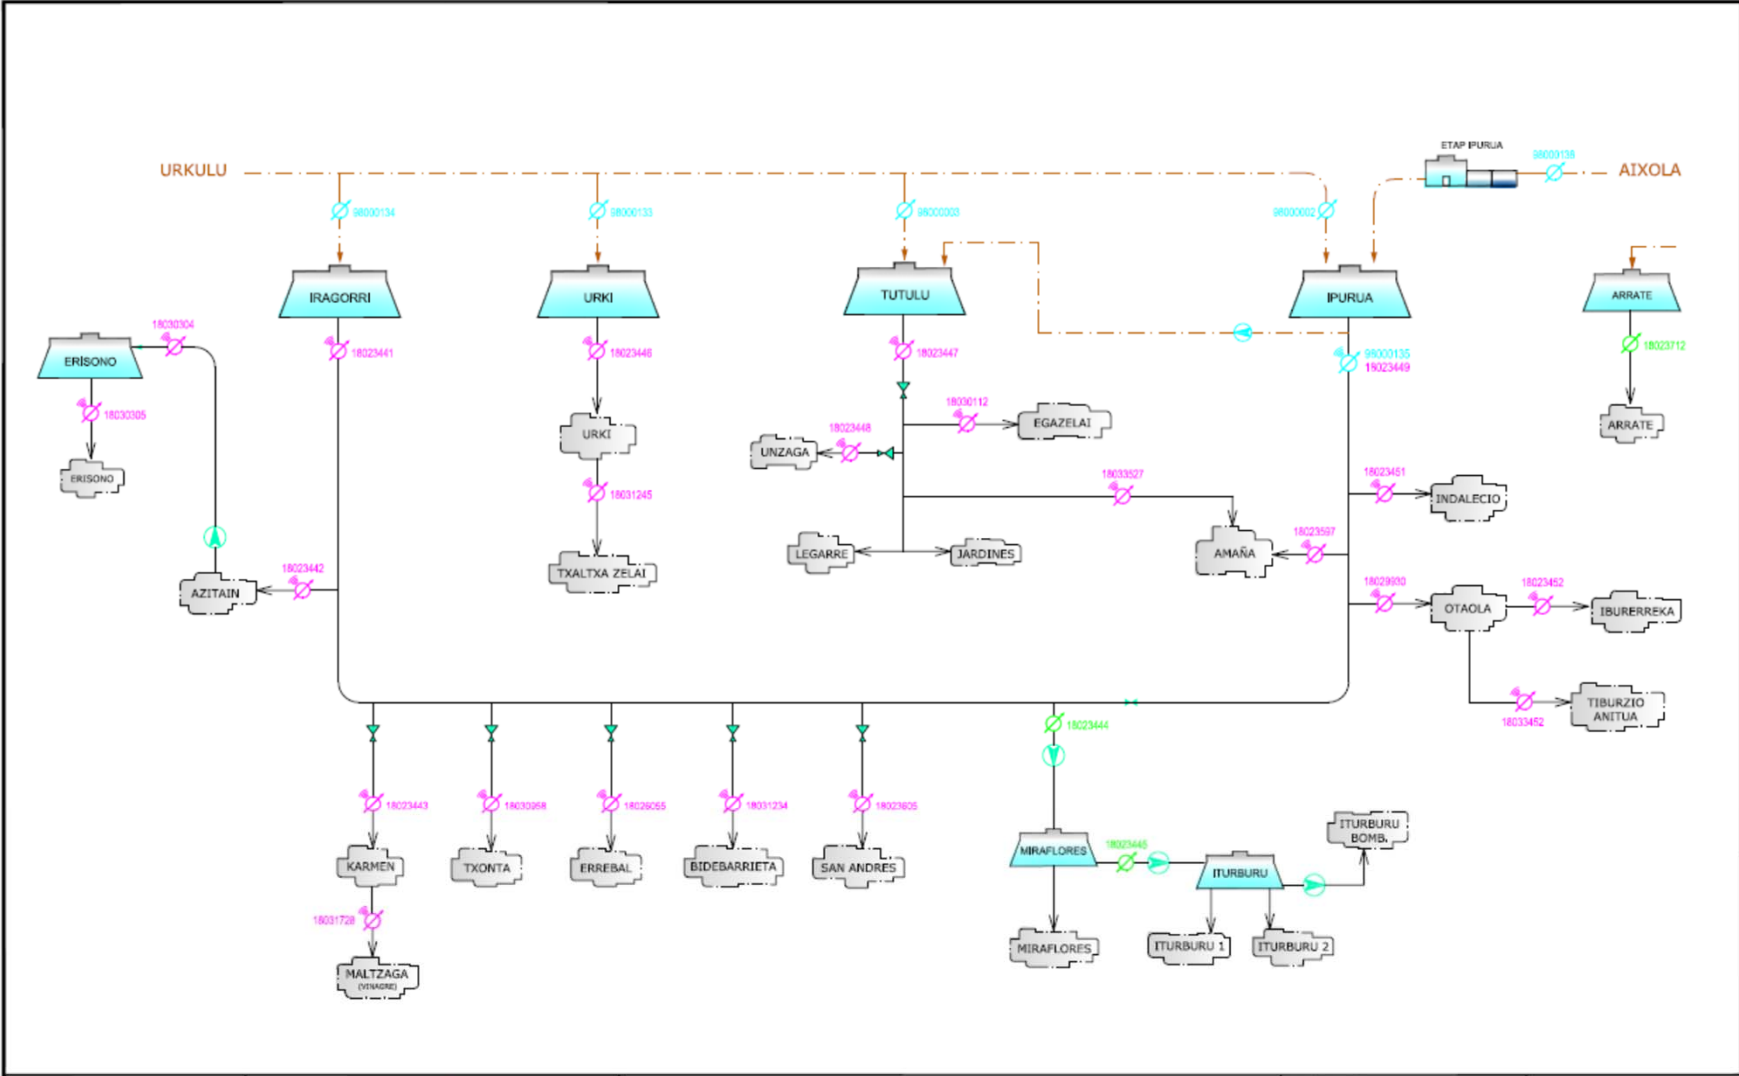 ETAP IPURUA
98000136
URKULU
AIXOLA
98000134
98000133
98000003
98000002
IRAGORRI
URKI
TUTULU
IPURUA
ARRATE
18030304
ERISONO
18023441
18023446
18023447
98000135
18023449
18023712
18030305
18030112
EGAZELAI
ARRATE
18023448
UNZAGA
URKI
ERISONO
18031245
18033527
18023451
INDALECIO
LEGARRE
JARDINES
AMAÑA
18023597
TXALTXA ZELAI
18023442
AZITAIN
18029930
OTAOLA
18023452
IBURERREKA
18033452
TIBURZIO
ANITUA
18023444
18023443
18030968
18026055
18031234
18023605
KARMEN
TXONTA
ERREBAL
BIDEBARRIETA
SAN ANDRES
MIRAFLORES
18023445
ITURBURU
ITURBURU
BOMB.
18031728
MALTZAGA
(VINAGRE)
MIRAFLORES
ITURBURU 1
ITURBURU 2